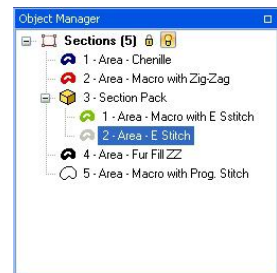 Object Manager
Sections (5)
1 - Area - Chenille
2 - Area - Macro with Zig-Zag
3 - Section Pack
1 - Area - Macro with E Sstitch
2 - Area - E Stitch
4 - Area - Fur Fill ZZ
5 - Area - Macro with Prog. Stitch